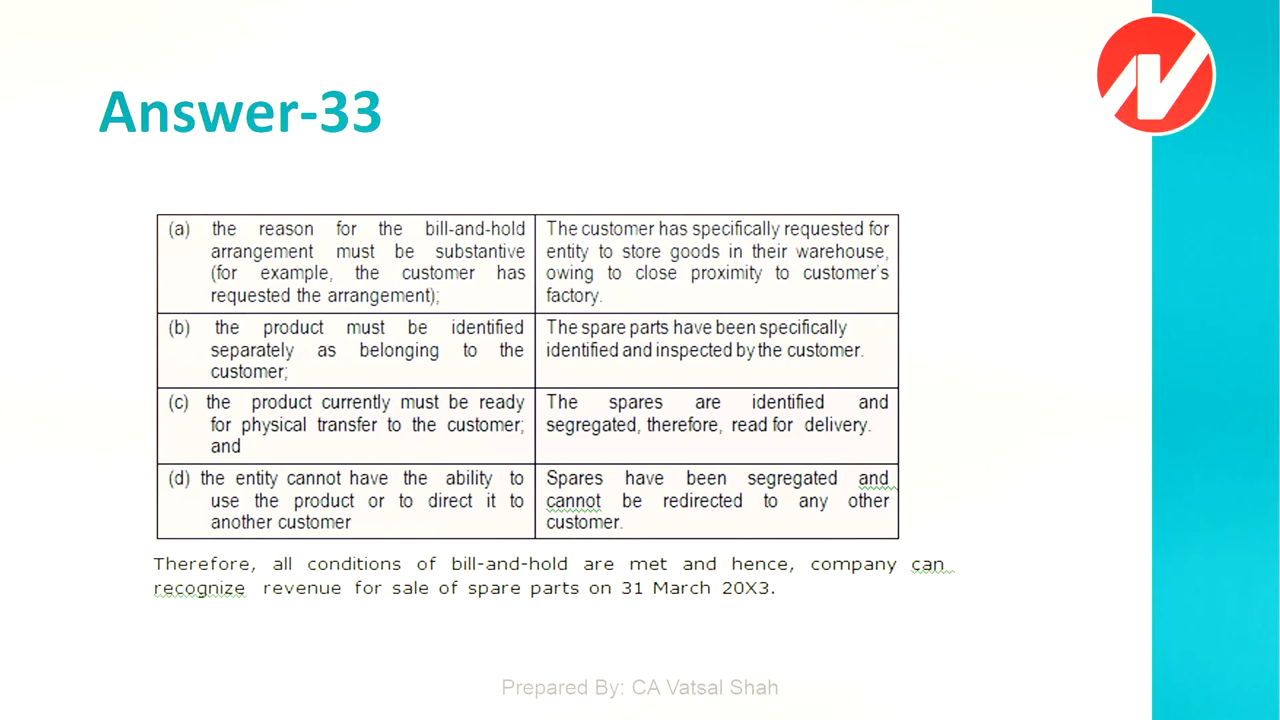 Answer-33
(a) the reason for the bill-and-hold
arrangement must be substantive
(for example, the customer has
requested the arrangement);
The customer has specifically requested for
entity to store goods in their warehouse,
owing to close proximity to customer's
factory.
(b) the product must be identified
separately as belonging to the
customer;
The spare parts have been specifically
identified and inspected by the customer.
(c) the product currently must be ready
for physical transfer to the customer;
and
The spares are identified and
segregated, therefore, read for delivery.
(d) the entity cannot have the ability to
use the product or to direct it to
another customer
Spares have been segregated and
cannot be redirected to any other
customer.
Therefore, all conditions of bill-and-hold are met and hence, company can
recognize revenue for sale of spare parts on 31 March 20X3.
Prepared By: CA Vatsal Shah